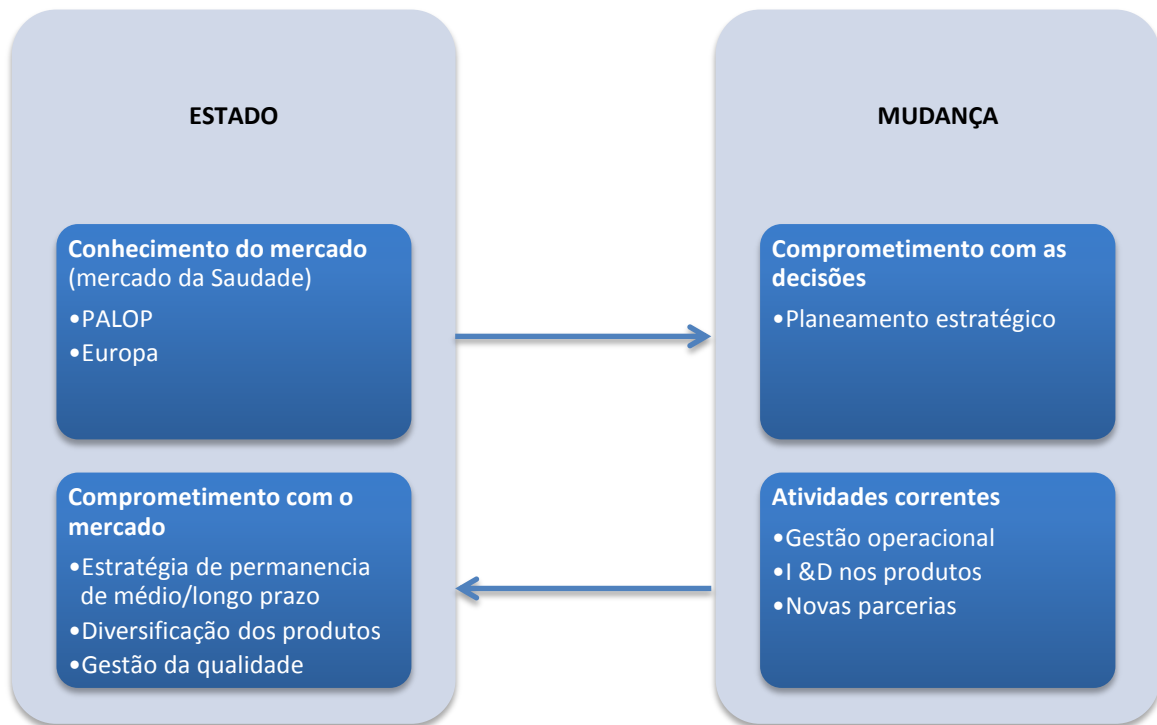 ESTADO
Conhecimento do mercado
(mercado da Saudade)
•PALOP
•Europa
Comprometimento com o
mercado
•Estratégia de permanencia
de médio/longo prazo
•Diversificação dos produtos
•Gestão da qualidade
MUDANÇA
Comprometimento com as
decisões
•Planeamento estratégico
Atividades correntes
•Gestão operacional
•I &D nos produtos
•Novas parcerias